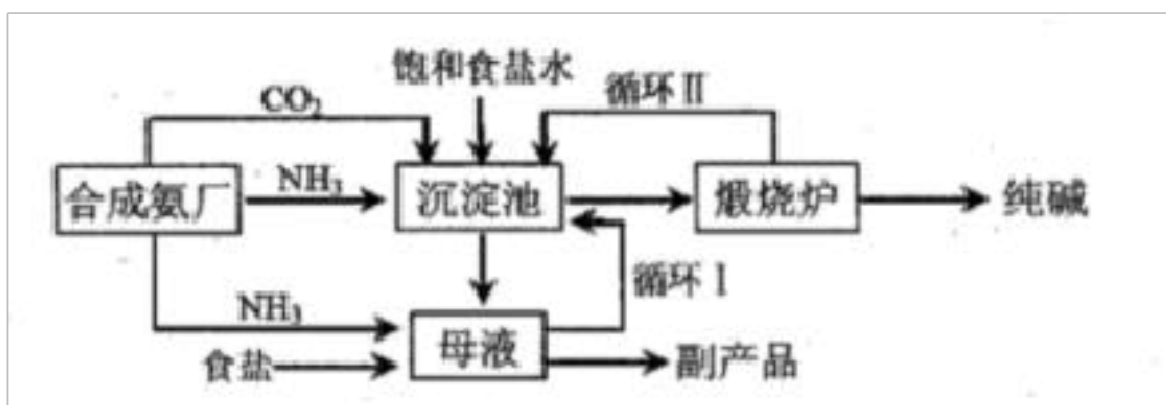 饱和食盐水
循环Ⅱ
CO₂
合成氨厂
NH₃
沉淀池
煅烧炉
纯碱
循环Ⅰ
NH₃
母液
食盐
副产品